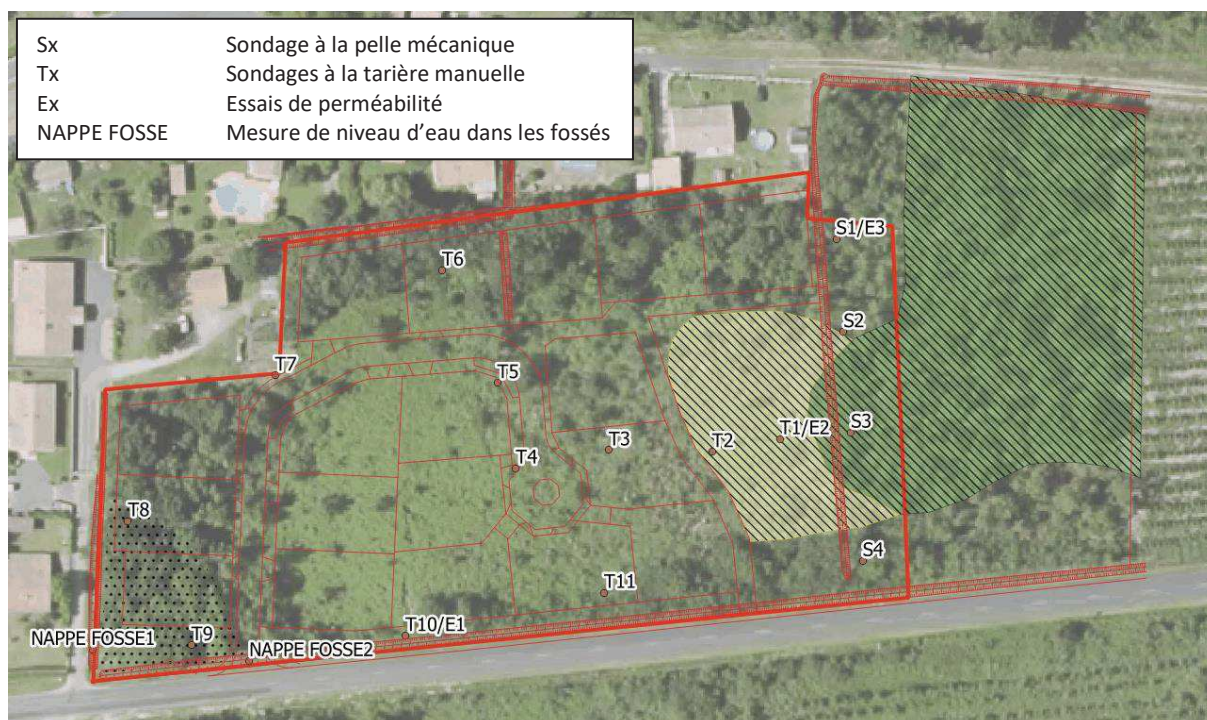 Sx Sondage à la pelle mécanique
Tx Sondages à la tarière manuelle
Ex Essais de perméabilité
NAPPE FOSSE Mesure de niveau d'eau dans les fossés
S1/E3
T6
S2
T7
T5
S3
T1/E2
T3
T2
T4
T8
S4
T11
T10/E1
NAPPE FOSSE1
T9
NAPPE FOSSE2